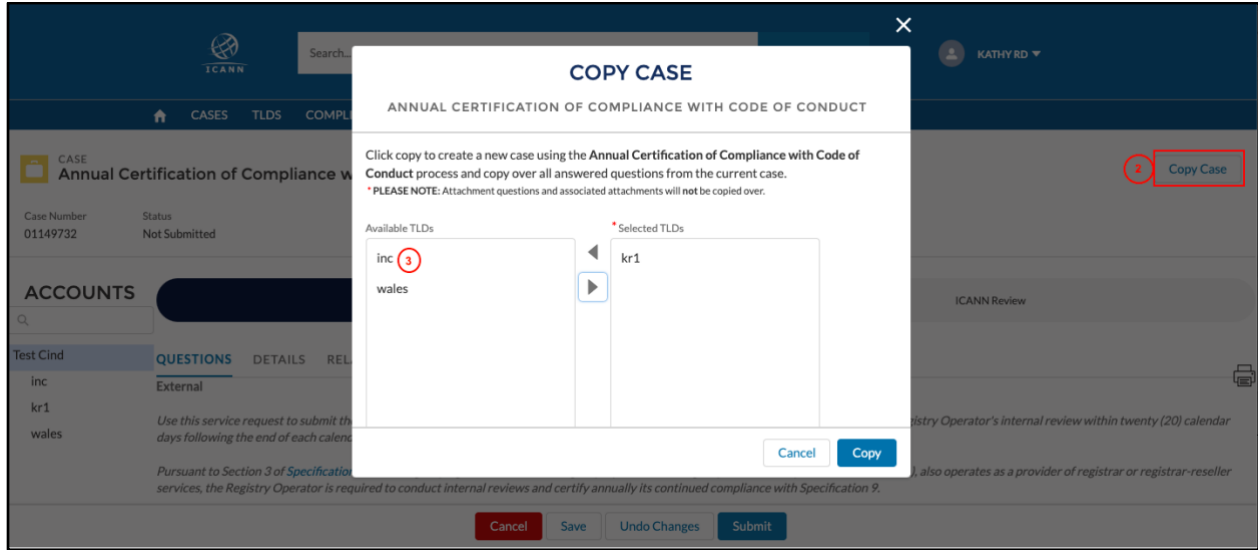 ICANN
Search...
KATHY RD
CASES TLDS COMPLI
CASE
Annual Certification of Compliance w
2 Copy Case
Case Number Status
01149732 Not Submitted
COPY CASE
ANNUAL CERTIFICATION OF COMPLIANCE WITH CODE OF CONDUCT
Click copy to create a new case using the Annual Certification of Compliance with Code of
Conduct process and copy over all answered questions from the current case.
* PLEASE NOTE: Attachment questions and associated attachments will not be copied over.
Available TLDs * Selected TLDs
inc 3 kr1
wales
Cancel Copy
ACCOUNTS
ICANN Review
Test Cind
inc
kr1
wales
QUESTIONS DETAILS REL
External
Use this service request to submit th gistry Operator's internal review within twenty (20) calendar
days following the end of each calend
Pursuant to Section 3 of Specification ), also operates as a provider of registrar or registrar-reseller
services, the Registry Operator is required to conduct internal reviews and certify annually its continued compliance with Specification 9.
Cancel Save Undo Changes Submit